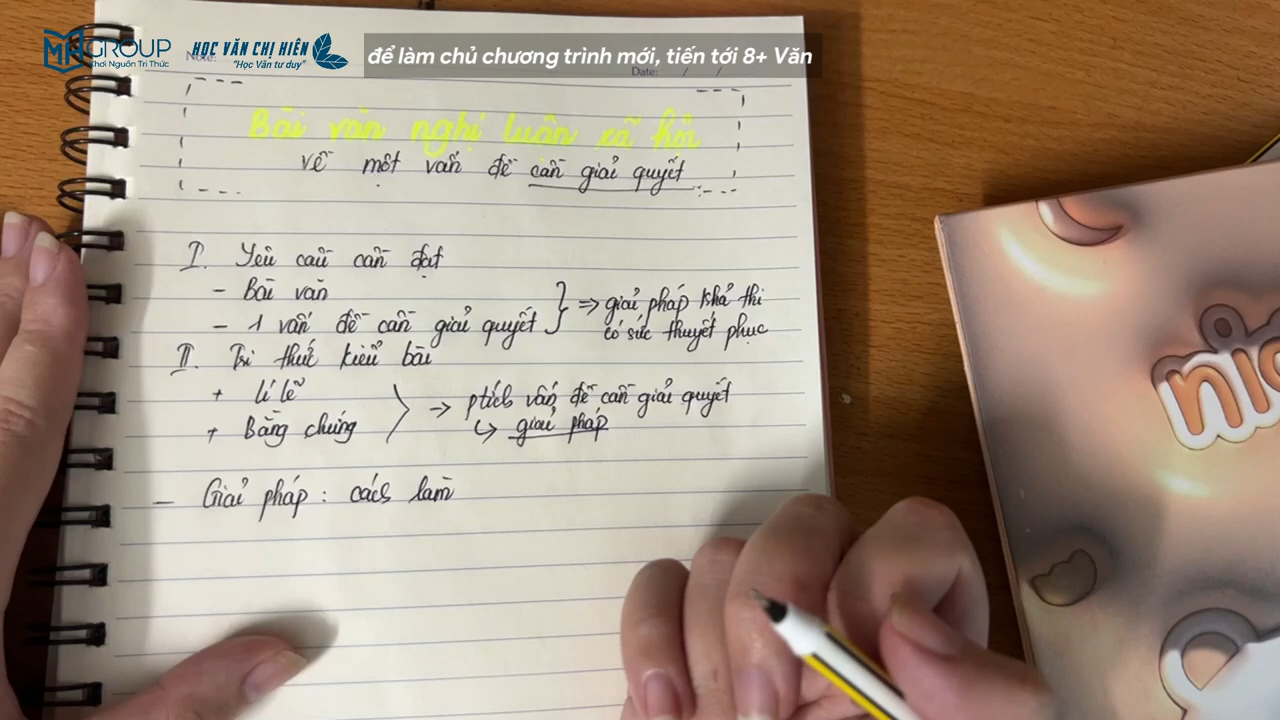 MA GROUP
Khơi Nguồn Tri Thức
HỌC VĂN CHỊ HIÊN
"Học Văn tư duy"
để làm chủ chương trình mới, tiến tới 8+ Văn
Note:
Date: / /
Bài văn nghị luận xã hội
về một vấn đề cần giải quyết
I. Yêu cầu cần đạt
- Bài văn
- 1 vấn đề cần giải quyết } => giải pháp khả thi
có sức thuyết phục
II. Tri thức kiểu bài
+ lí lẽ
+ Bằng chứng > → ptích vấn đề cần giải quyết
↳ giải pháp
- Giải pháp : cách làm